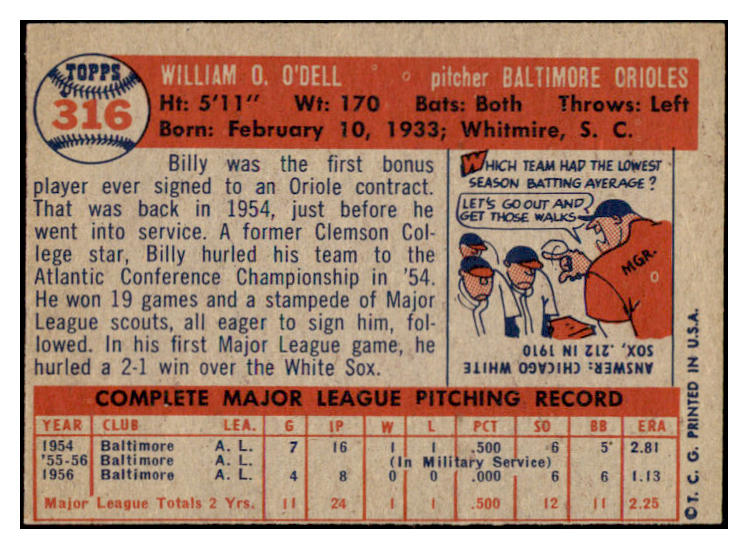 TOPPS
316
WILLIAM O. O'DELL pitcher BALTIMORE ORIOLES
Ht: 5'11" Wt: 170 Bats: Both Throws: Left
Born: February 10, 1933; Whitmire, S. C.
Billy was the first bonus
player ever signed to an Oriole contract.
That was back in 1954, just before he
went into service. A former Clemson Col-
lege star, Billy hurled his team to the
Atlantic Conference Championship in '54.
He won 19 games and a stampede of Major
League scouts, all eager to sign him, fol-
lowed. In his first Major League game, he
hurled a 2-1 win over the White Sox.
WHICH TEAM HAD THE LOWEST
SEASON BATTING AVERAGE?
LET'S GO OUT AND
GET THOSE WALKS
MGR.
ANSWER: CHICAGO WHITE
SOX, .212 IN 1910
COMPLETE MAJOR LEAGUE PITCHING RECORD
YEAR CLUB LEA. G IP W L PCT SO BB ERA
1954 Baltimore A. L. 7 16 1 1 .500 6 5 2.81
'55-56 Baltimore A. L. (In Military Service)
1956 Baltimore A. L. 4 8 0 0 .000 6 6 1.13
Major League Totals 2 Yrs. 11 24 1 1 .500 12 11 2.25
© T. C. G. PRINTED IN U.S.A.